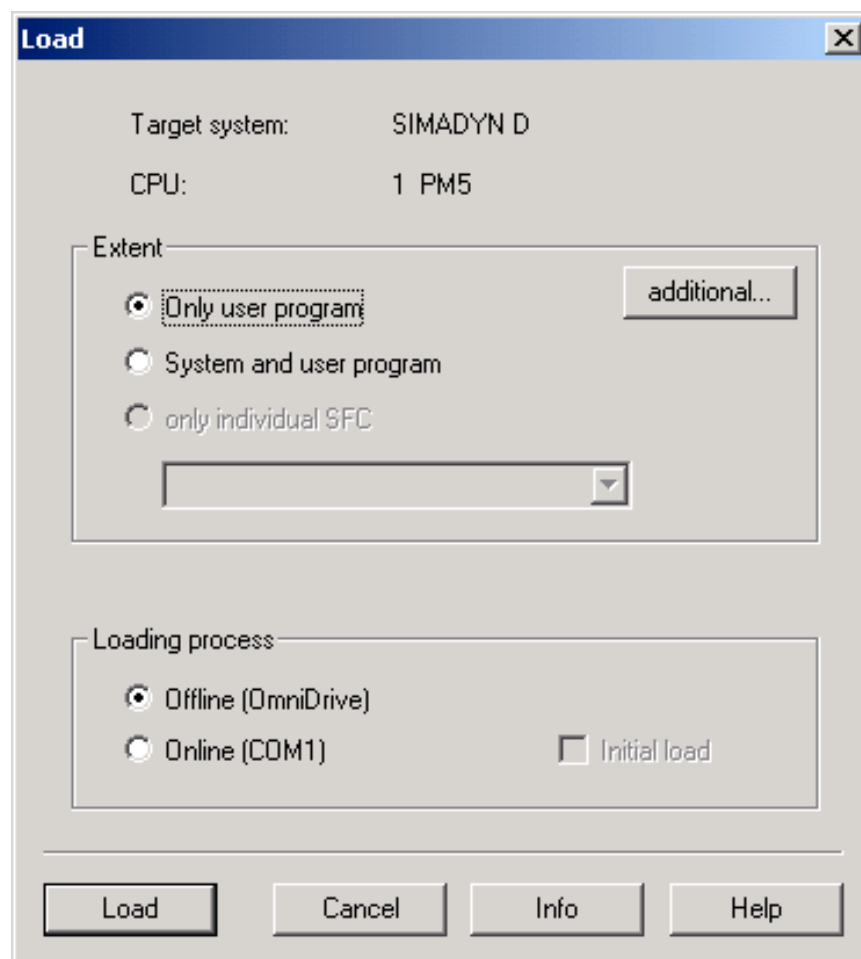 Load
Target system: SIMADYN D
CPU: 1 PM5
Extent
Only user program
additional...
System and user program
only individual SFC
Loading process
Offline (OmniDrive)
Online (COM1) Initial load
Load Cancel Info Help